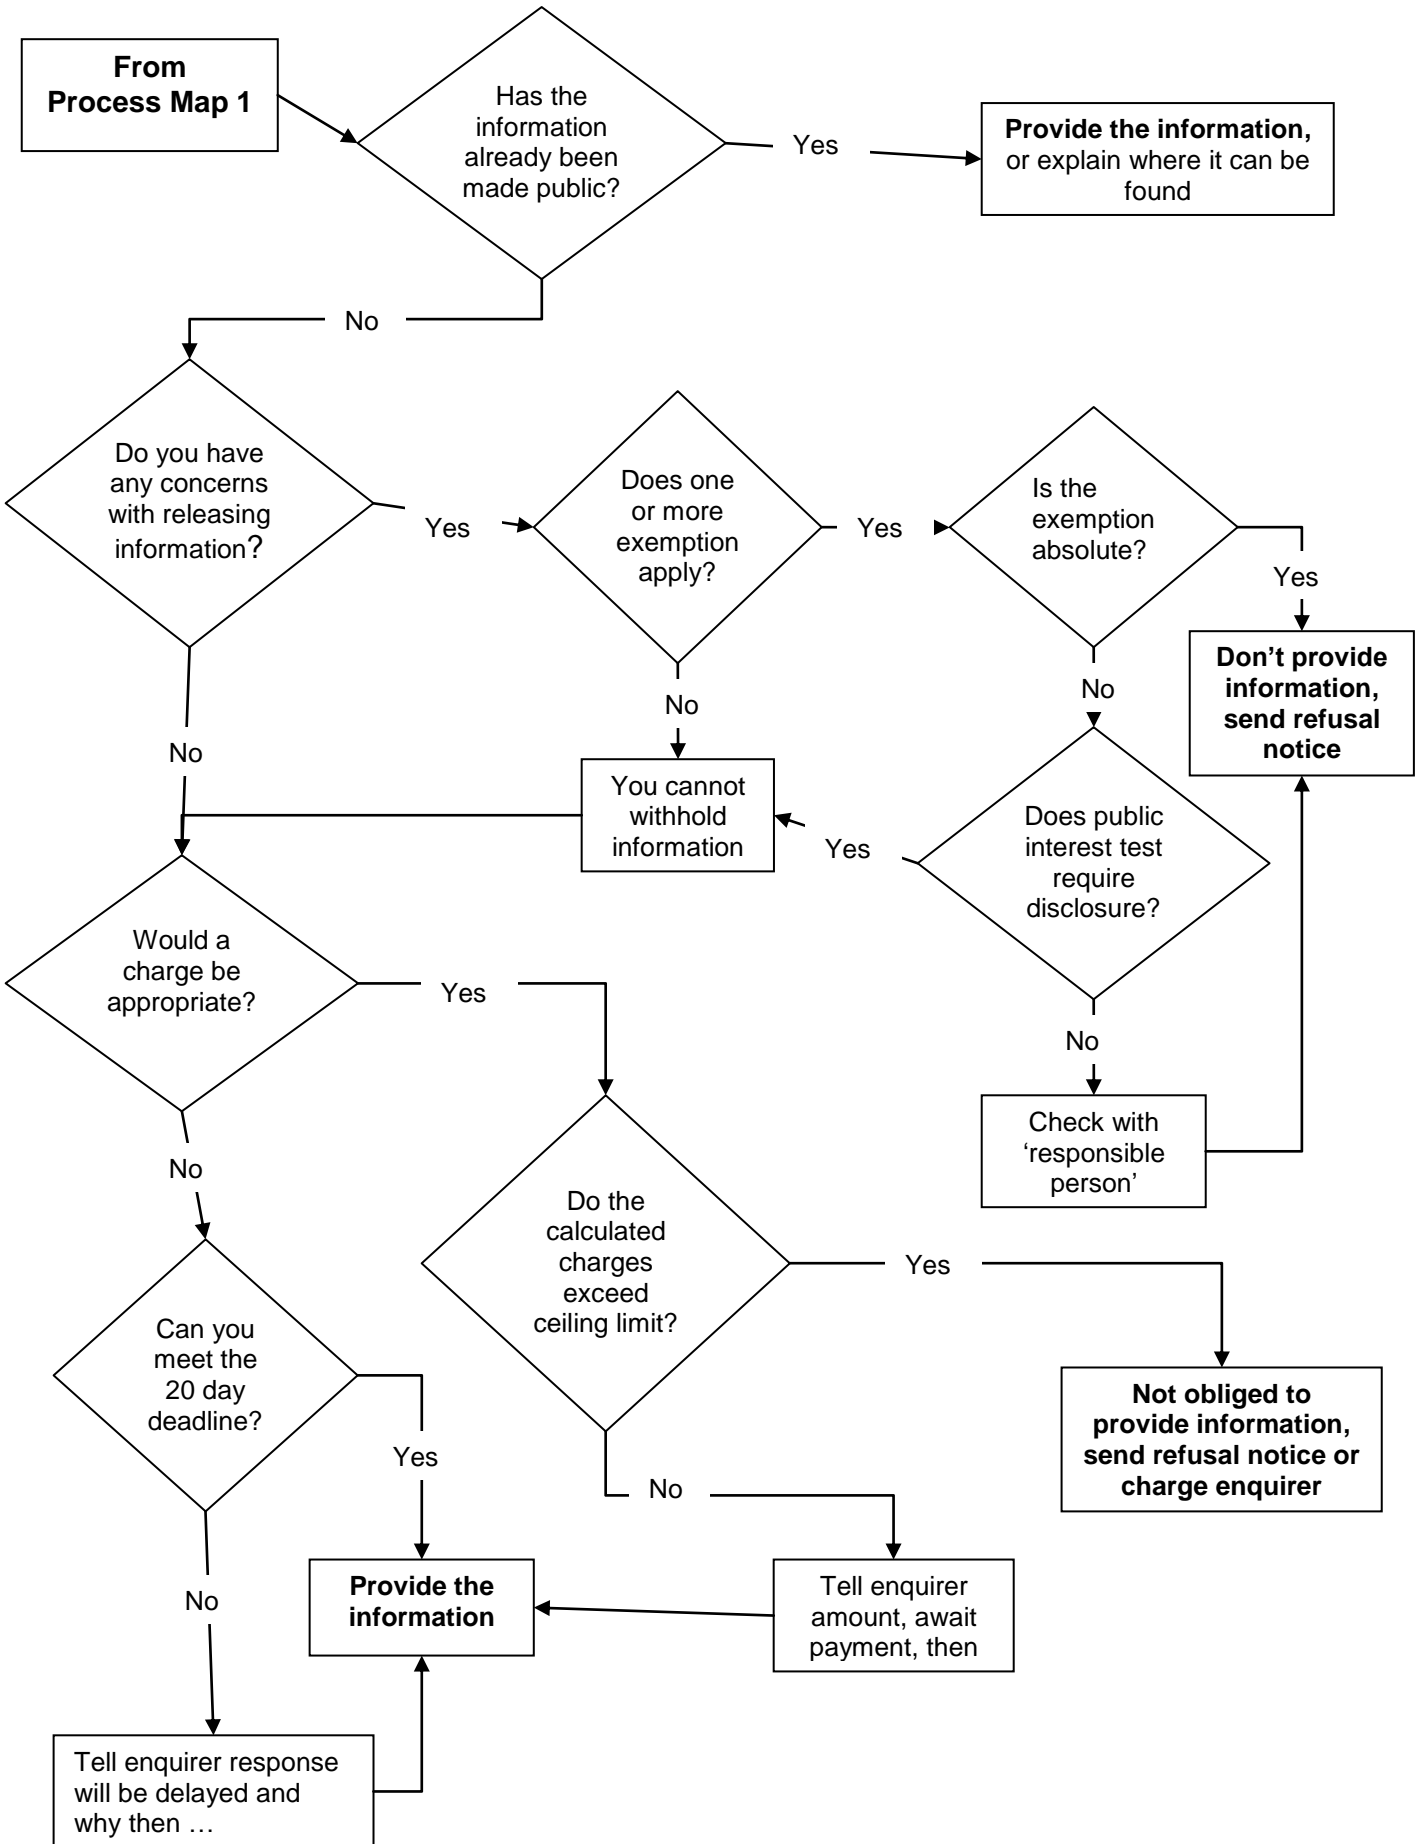 From
Process Map 1
Has the
information
already been
made public?
Yes
Provide the information,
or explain where it can be
found
No
Do you have
any concerns
with releasing
information?
Yes
Does one
or more
exemption
apply?
Yes
Is the
exemption
absolute?
Yes
No
No
No
Don’t provide
information,
send refusal
notice
You cannot
withhold
information
Yes
Does public
interest test
require
disclosure?
Would a
charge be
appropriate?
Yes
No
Check with
‘responsible
person’
No
Do the
calculated
charges
exceed
ceiling limit?
Yes
Can you
meet the
20 day
deadline?
Yes
No
Not obliged to
provide information,
send refusal notice or
charge enquirer
No
Provide the
information
Tell enquirer
amount, await
payment, then
Tell enquirer response
will be delayed and
why then …